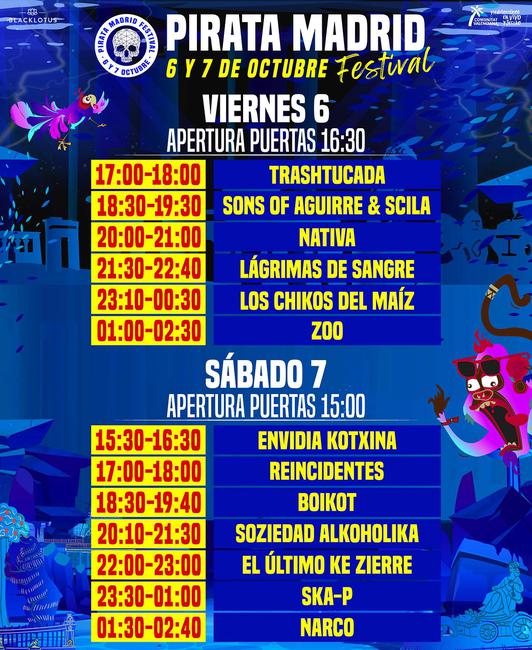 BLACKLOTUS
PIRATA MADRID FESTIVAL
6 Y 7 DE OCTUBRE
PIRATA MADRID
6 Y 7 DE OCTUBRE Festival
COMUNITAT
VALENCIANA
VIERNES 6
APERTURA PUERTAS 16:30
17:00-18:00 TRASHTUCADA
18:30-19:30 SONS OF AGUIRRE & SCILA
20:00-21:00 NATIVA
21:30-22:40 LÁGRIMAS DE SANGRE
23:10-00:30 LOS CHIKOS DEL MAÍZ
01:00-02:30 ZOO
SÁBADO 7
APERTURA PUERTAS 15:00
15:30-16:30 ENVIDIA KOTXINA
17:00-18:00 REINCIDENTES
18:30-19:40 BOIKOT
20:10-21:30 SOZIEDAD ALKOHOLIKA
22:00-23:00 EL ÚLTIMO KE ZIERRE
23:30-01:00 SKA-P
01:30-02:40 NARCO